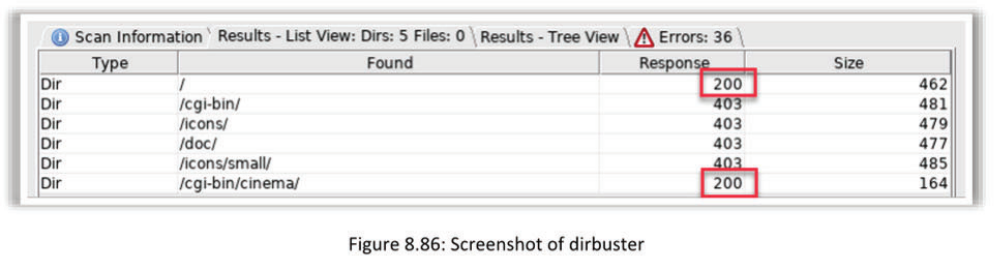 Scan Information Results - List View: Dirs: 5 Files: 0 Results - Tree View Errors: 36
Type Found Response Size
Dir / 200 462
Dir /cgi-bin/ 403 481
Dir /icons/ 403 479
Dir /doc/ 403 477
Dir /icons/small/ 403 485
Dir /cgi-bin/cinema/ 200 164
Figure 8.86: Screenshot of dirbuster